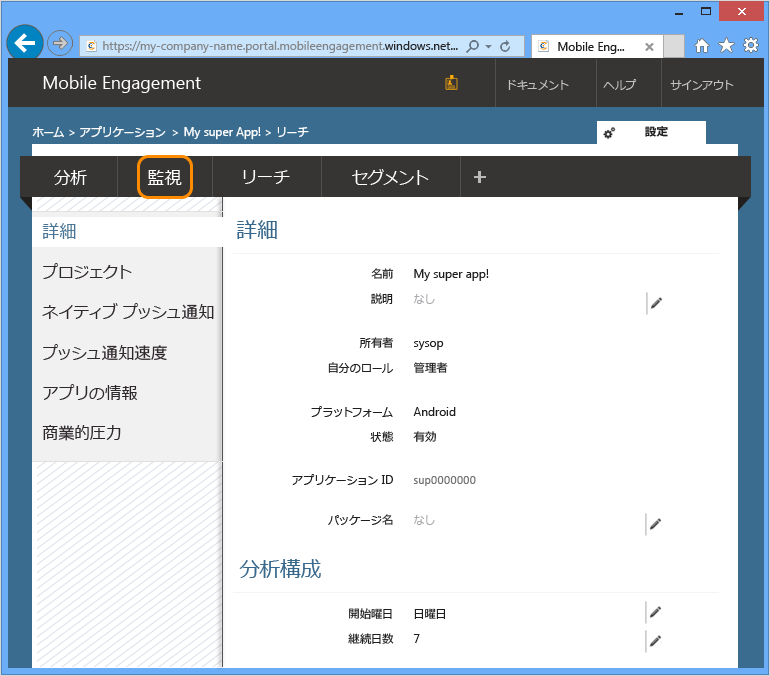 https://my-company-name.portal.mobileengagement.windows.net...
Mobile Eng...
Mobile Engagement
ドキュメント
ヘルプ
サインアウト
ホーム > アプリケーション > My super App! > リーチ
設定
分析
監視
リーチ
セグメント
+
詳細
プロジェクト
ネイティブ プッシュ通知
プッシュ通知速度
アプリの情報
商業的圧力
詳細
名前 My super app!
説明 なし
所有者 sysop
自分のロール 管理者
プラットフォーム Android
状態 有効
アプリケーション ID sup0000000
パッケージ名 なし
分析構成
開始曜日 日曜日
継続日数 7